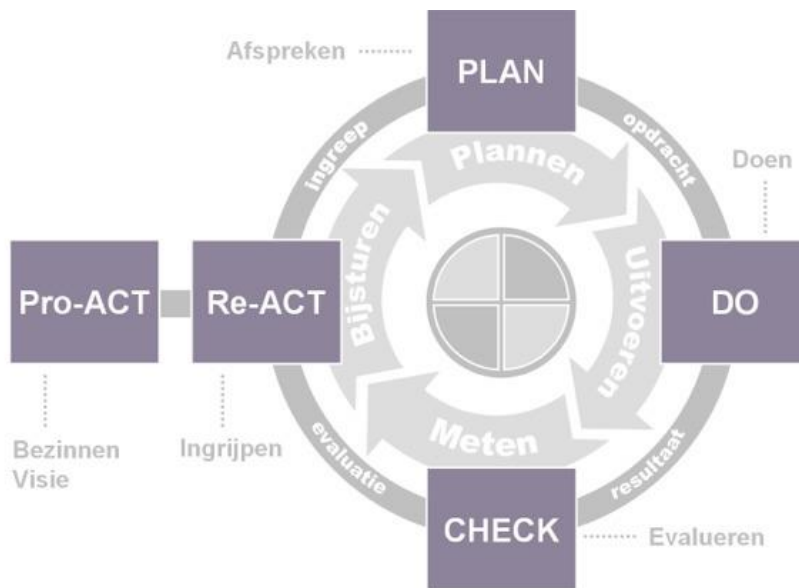 Afspreken
PLAN
ingreep
opdracht
Plannen
Doen
Pro-ACT
Re-ACT
Bijsturen
Uitvoeren
DO
Bezinnen
Visie
Ingrijpen
evaluatie
Meten
resultaat
CHECK
Evalueren